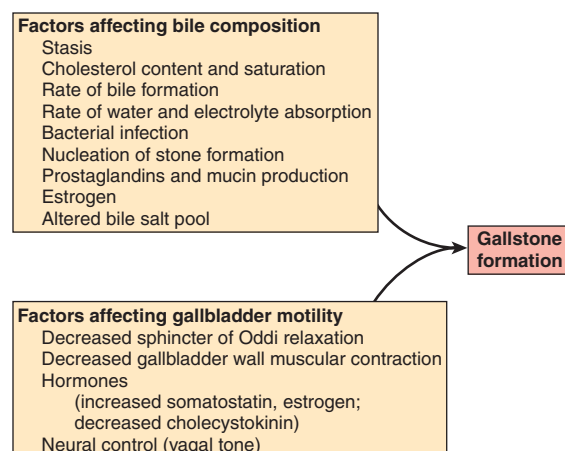 Factors affecting bile composition
Stasis
Cholesterol content and saturation
Rate of bile formation
Rate of water and electrolyte absorption
Bacterial infection
Nucleation of stone formation
Prostaglandins and mucin production
Estrogen
Altered bile salt pool
Gallstone
formation
Factors affecting gallbladder motility
Decreased sphincter of Oddi relaxation
Decreased gallbladder wall muscular contraction
Hormones
(increased somatostatin, estrogen;
decreased cholecystokinin)
Neural control (vagal tone)